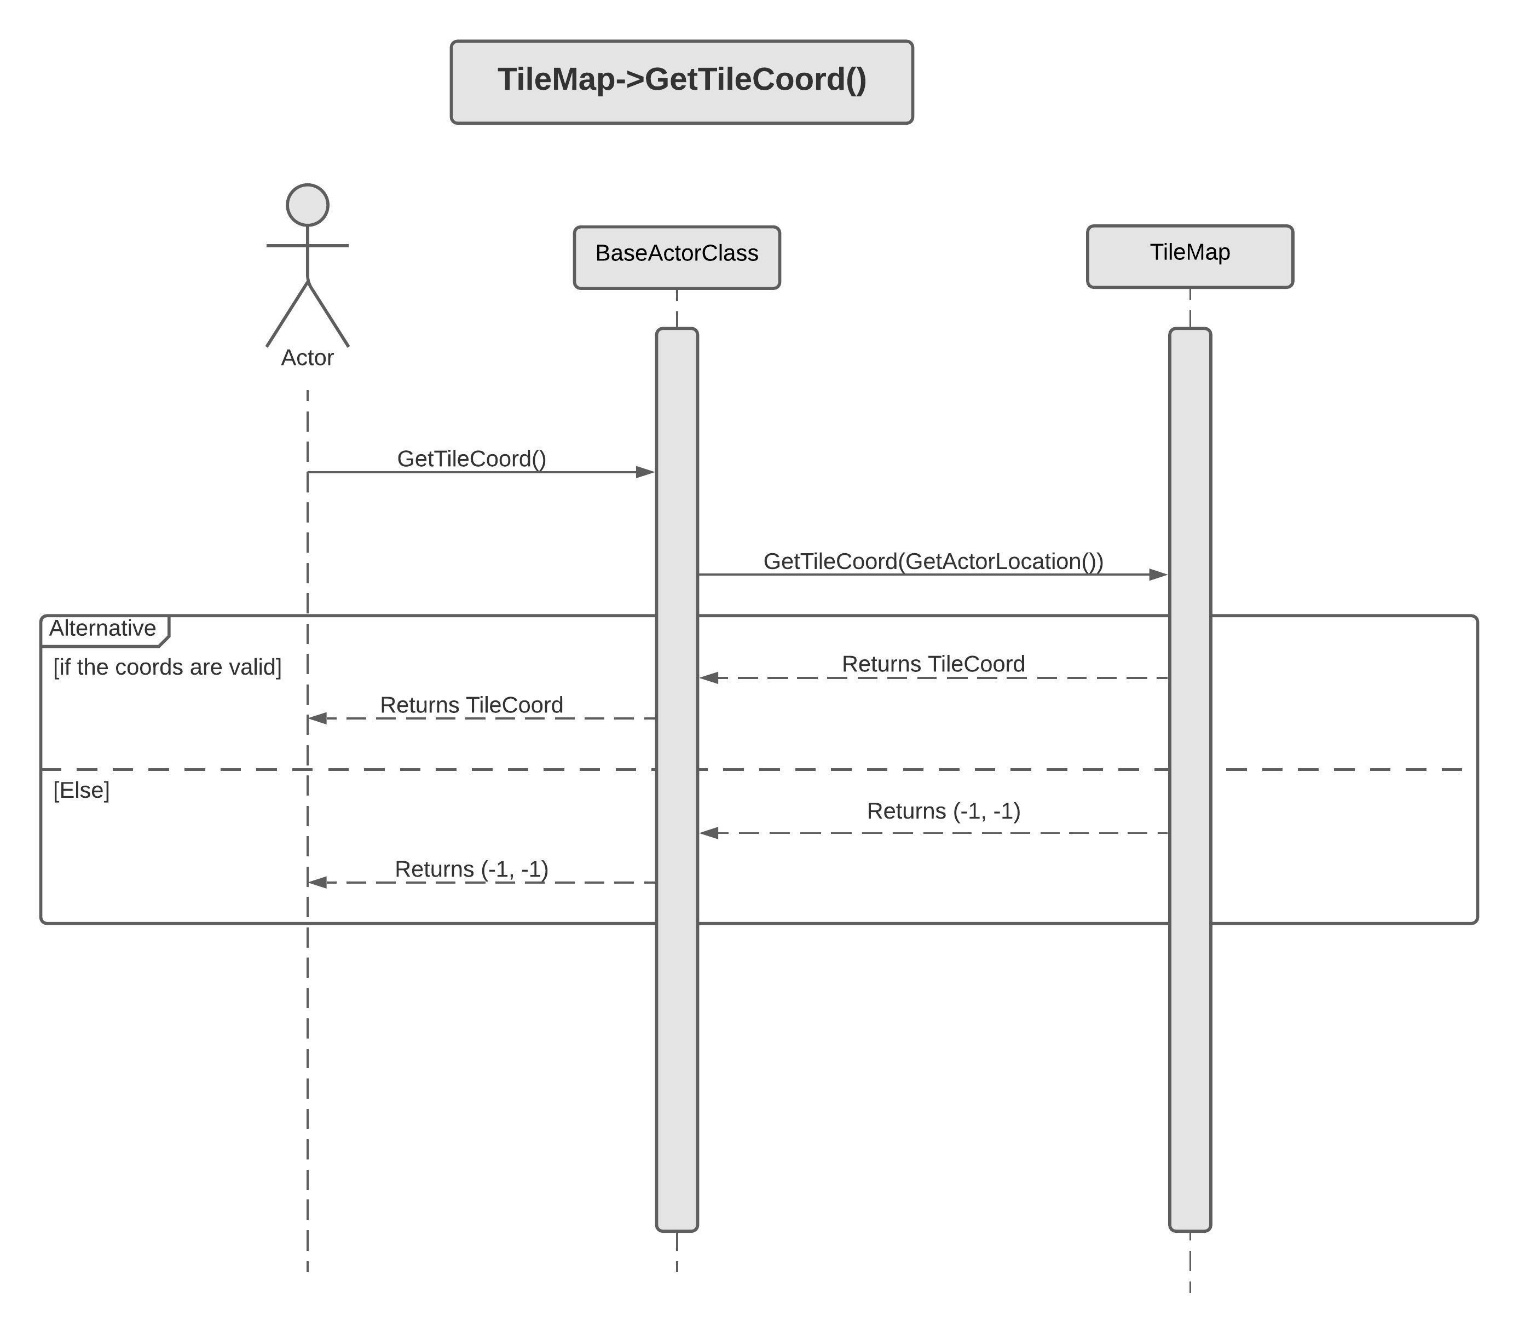 TileMap->GetTileCoord()
BaseActorClass
TileMap
Actor
GetTileCoord()
GetTileCoord(GetActorLocation())
Alternative
[if the coords are valid]
Returns TileCoord
Returns TileCoord
[Else]
Returns (-1, -1)
Returns (-1, -1)